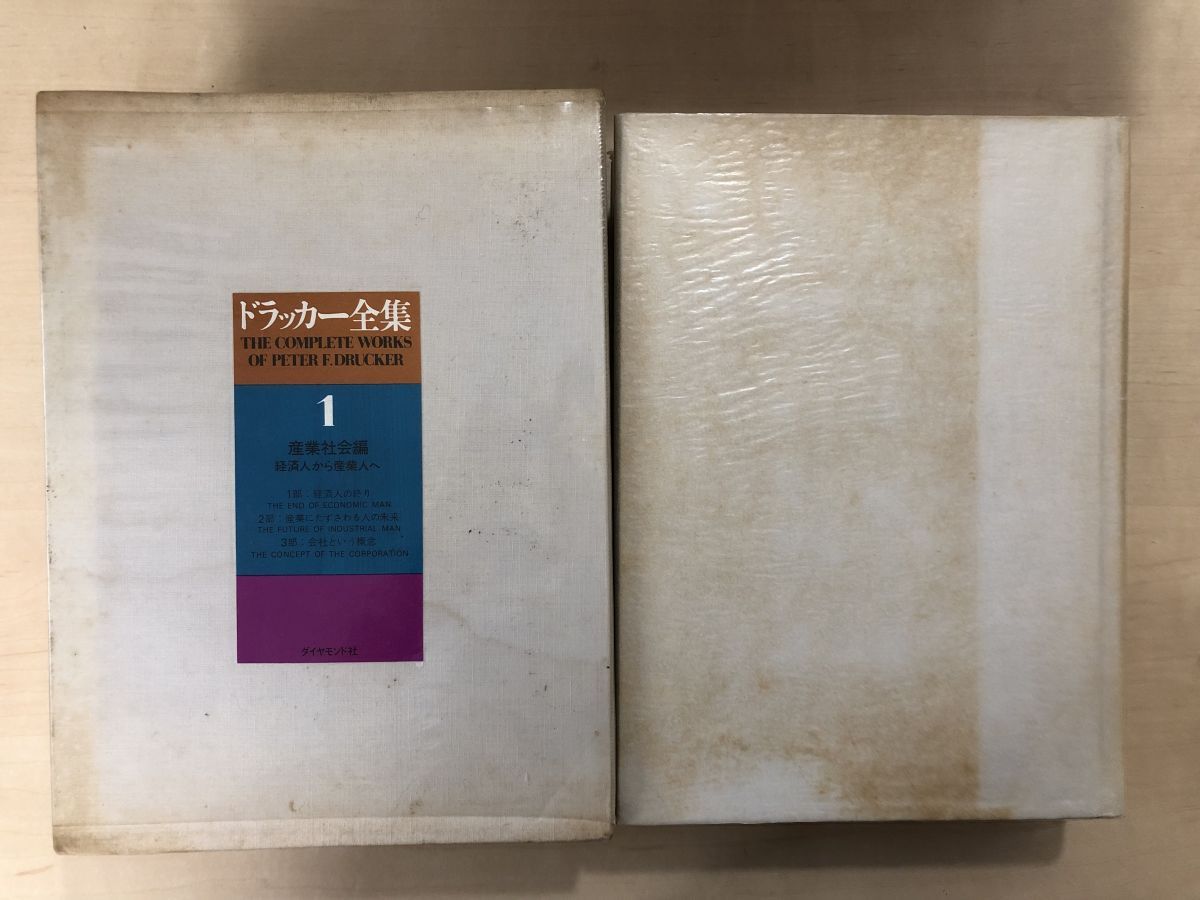 ドラッカー全集
THE COMPLETE WORKS
OF PETER F. DRUCKER
1
産業社会編
経済人から産業人へ
1部：経済人の終り
THE END OF ECONOMIC MAN
2部：産業にたずさわる人の未来
THE FUTURE OF INDUSTRIAL MAN
3部：会社という概念
THE CONCEPT OF THE CORPORATION
ダイヤモンド社